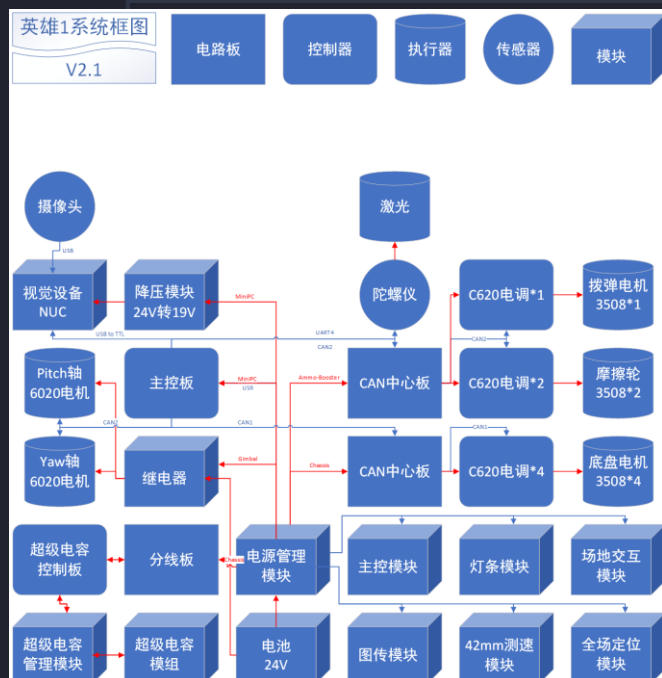 英雄1系统框图
V2.1
电路板
控制器
执行器
传感器
模块
摄像头
激光
USB
视觉设备
NUC
降压模块
24V转19V
MiniPC
陀螺仪
C620电调*1
拨弹电机
3508*1
USB to TTL
UART4
CAN2
CAN2
Pitch轴
6020电机
主控板
MiniPC
USB
Ammo-Booster
CAN中心板
C620电调*2
摩擦轮
3508*2
CAN2
CAN1
CAN1
Yaw轴
6020电机
继电器
Gimbal
Chassis
CAN中心板
C620电调*4
底盘电机
3508*4
超级电容
控制板
分线板
Chassis
电源管理
模块
主控模块
灯条模块
场地交互
模块
超级电容
管理模块
超级电容
模组
电池
24V
图传模块
42mm测速
模块
全场定位
模块